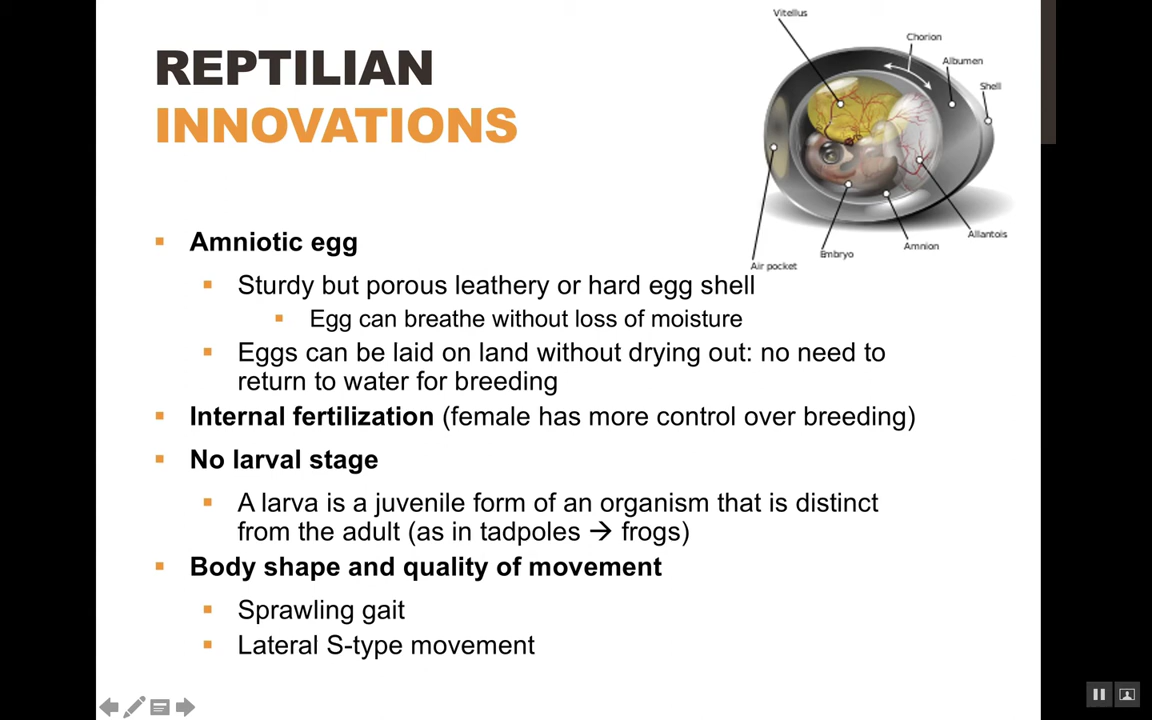 REPTILIAN
INNOVATIONS
Vitellus
Chorion
Albumen
Shell
Allantois
Amnion
Embryo
Air pocket
Amniotic egg
Sturdy but porous leathery or hard egg shell
Egg can breathe without loss of moisture
Eggs can be laid on land without drying out: no need to
return to water for breeding
Internal fertilization (female has more control over breeding)
No larval stage
A larva is a juvenile form of an organism that is distinct
from the adult (as in tadpoles → frogs)
Body shape and quality of movement
Sprawling gait
Lateral S-type movement